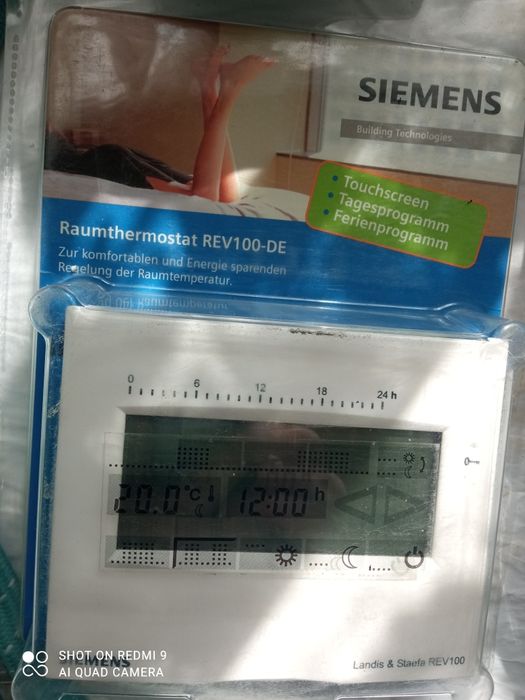 SIEMENS
Building Technologies
• Touchscreen
• Tagesprogramm
• Ferienprogramm
Raumthermostat REV100-DE
Zur komfortablen und Energie sparenden
Regelung der Raumtemperatur.
0 6 12 18 24 h
20.0°C 12:00 h
SIEMENS
Landis & Staefa REV100
SHOT ON REDMI 9
AI QUAD CAMERA